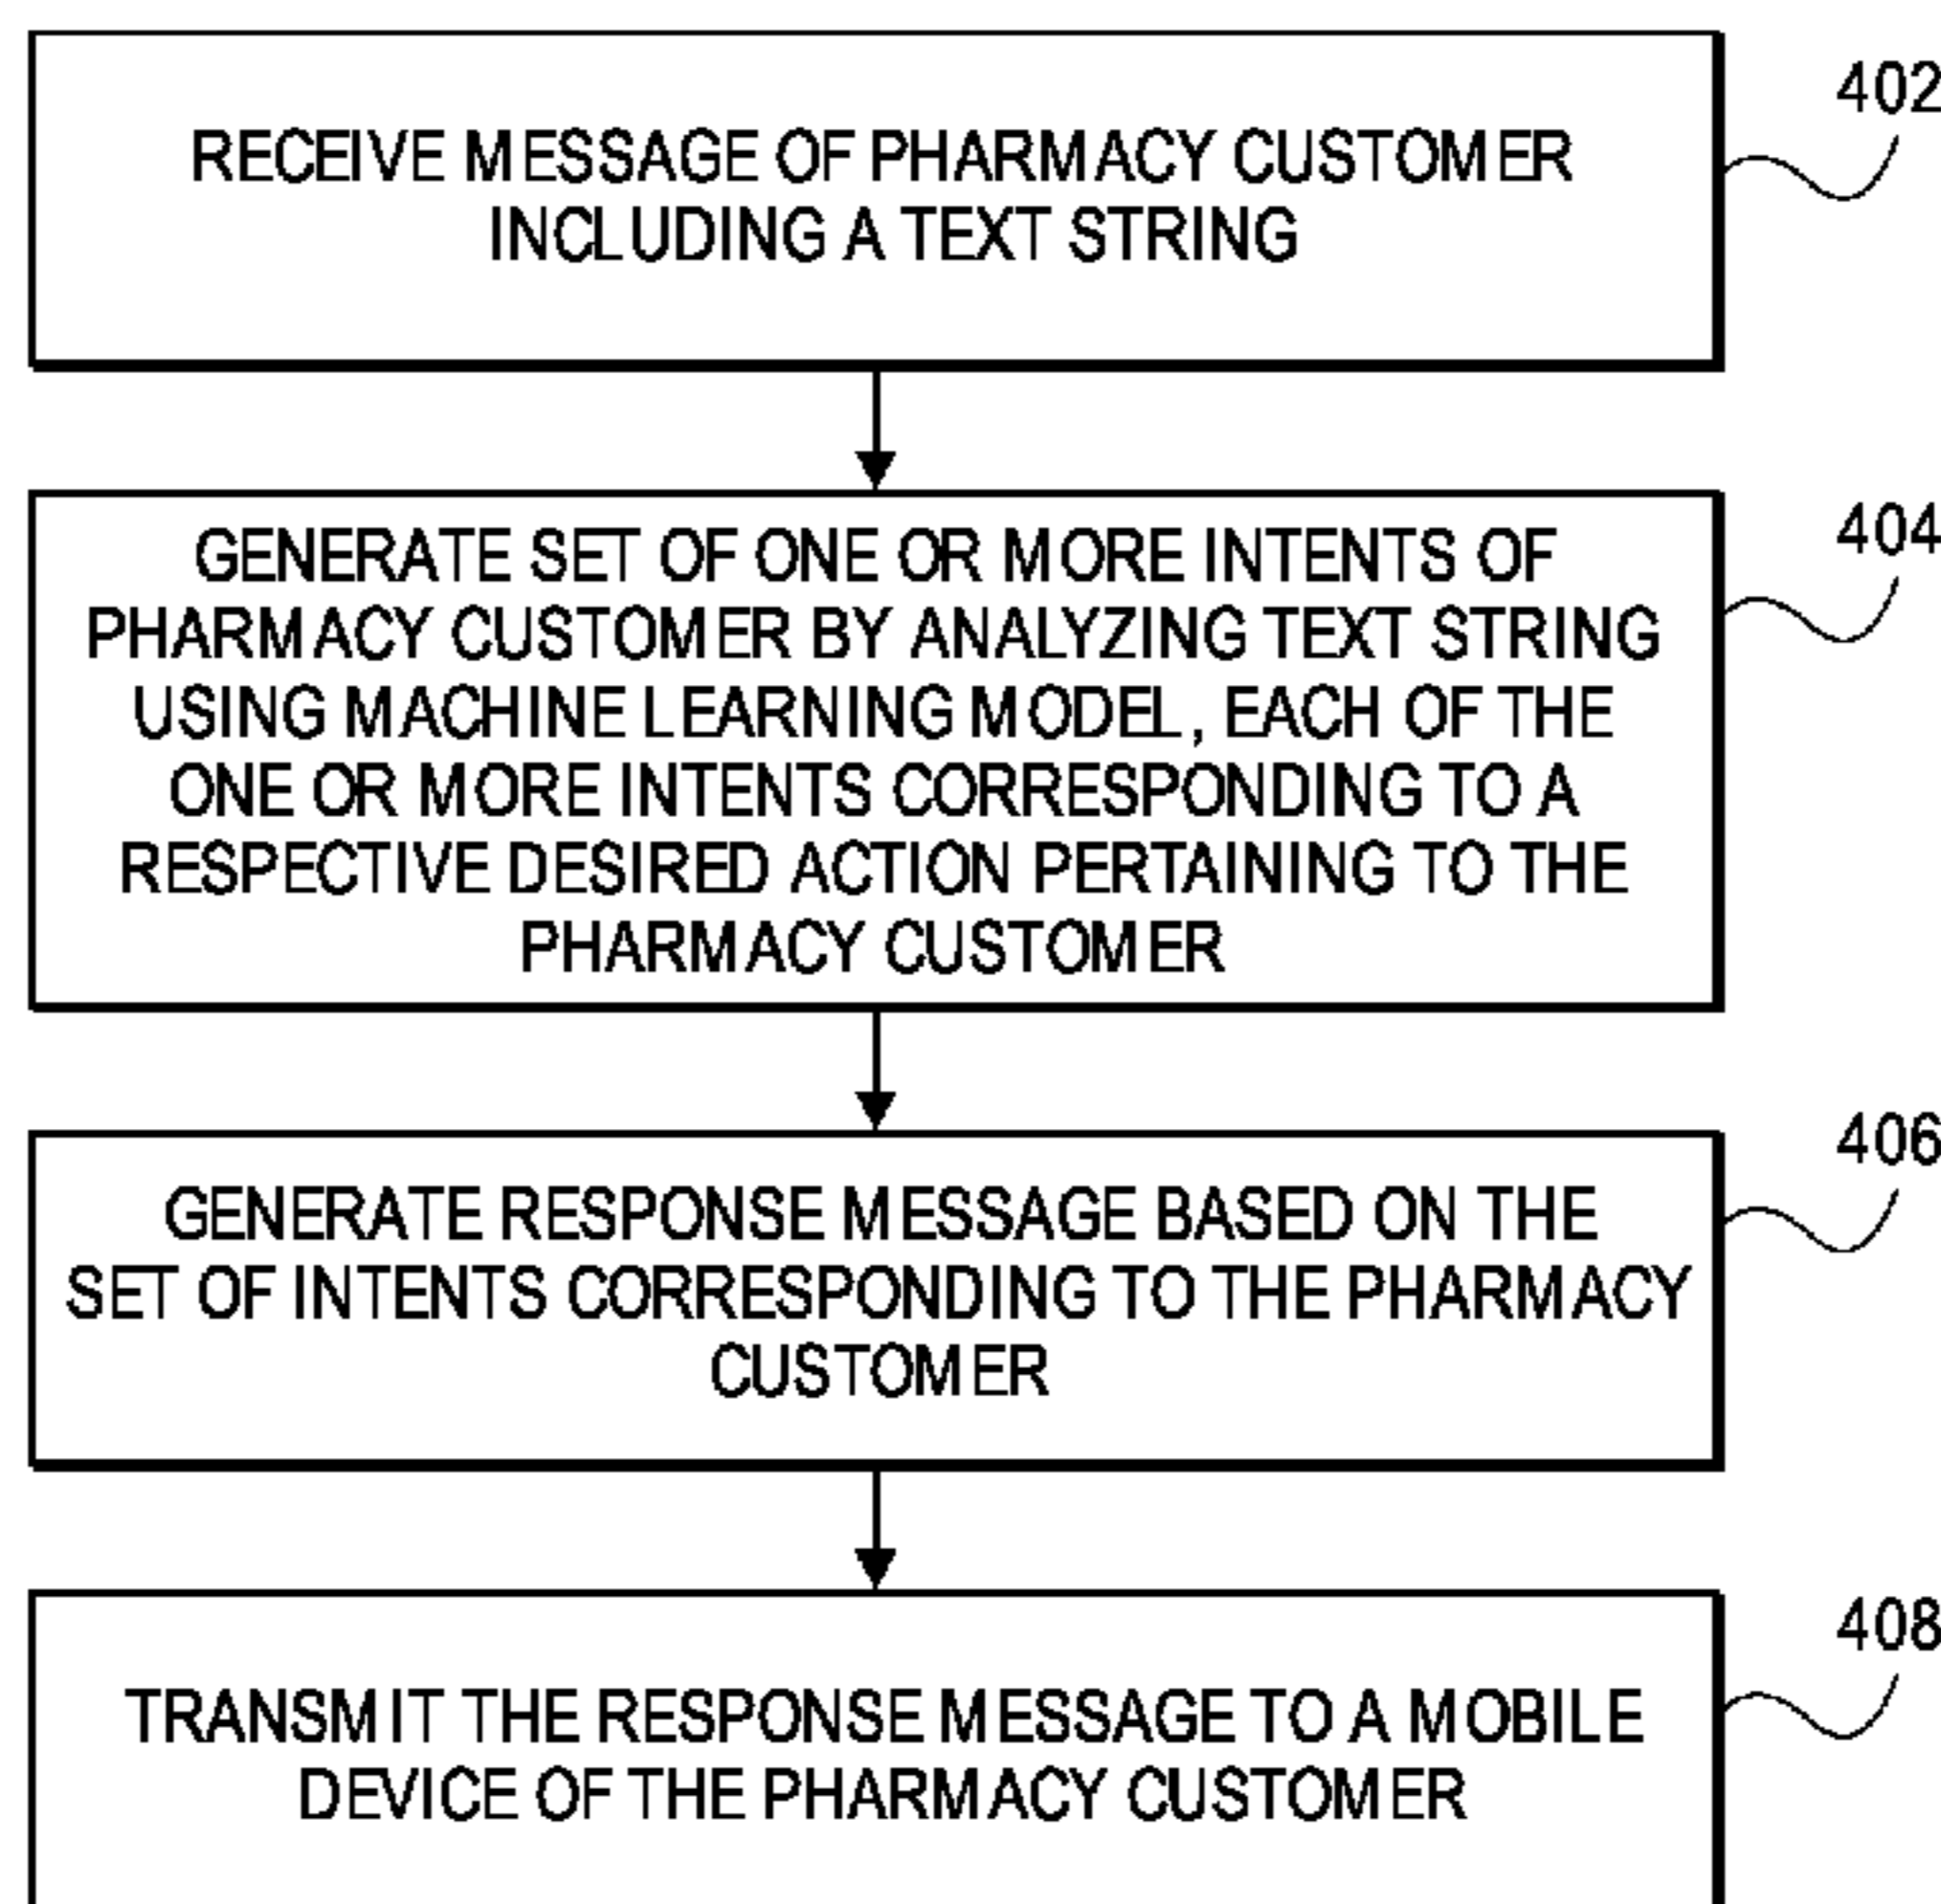 402
RECEIVE MESSAGE OF PHARMACY CUSTOMER
INCLUDING A TEXT STRING
404
GENERATE SET OF ONE OR MORE INTENTS OF
PHARMACY CUSTOMER BY ANALYZING TEXT STRING
USING MACHINE LEARNING MODEL, EACH OF THE
ONE OR MORE INTENTS CORRESPONDING TO A
RESPECTIVE DESIRED ACTION PERTAINING TO THE
PHARMACY CUSTOMER
406
GENERATE RESPONSE MESSAGE BASED ON THE
SET OF INTENTS CORRESPONDING TO THE PHARMACY
CUSTOMER
408
TRANSMIT THE RESPONSE MESSAGE TO A MOBILE
DEVICE OF THE PHARMACY CUSTOMER